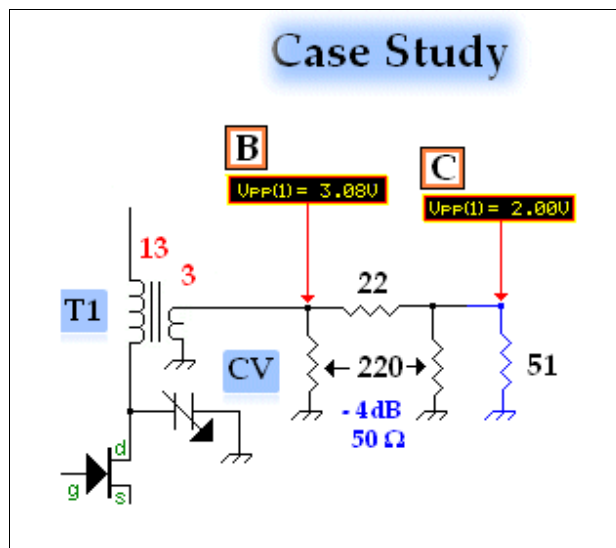 Case Study
B
Vpp(1)= 3.08V
C
Vpp(1)= 2.00V
13
3
T1
22
CV
220
51
- 4dB
50 Ω
d
g
s